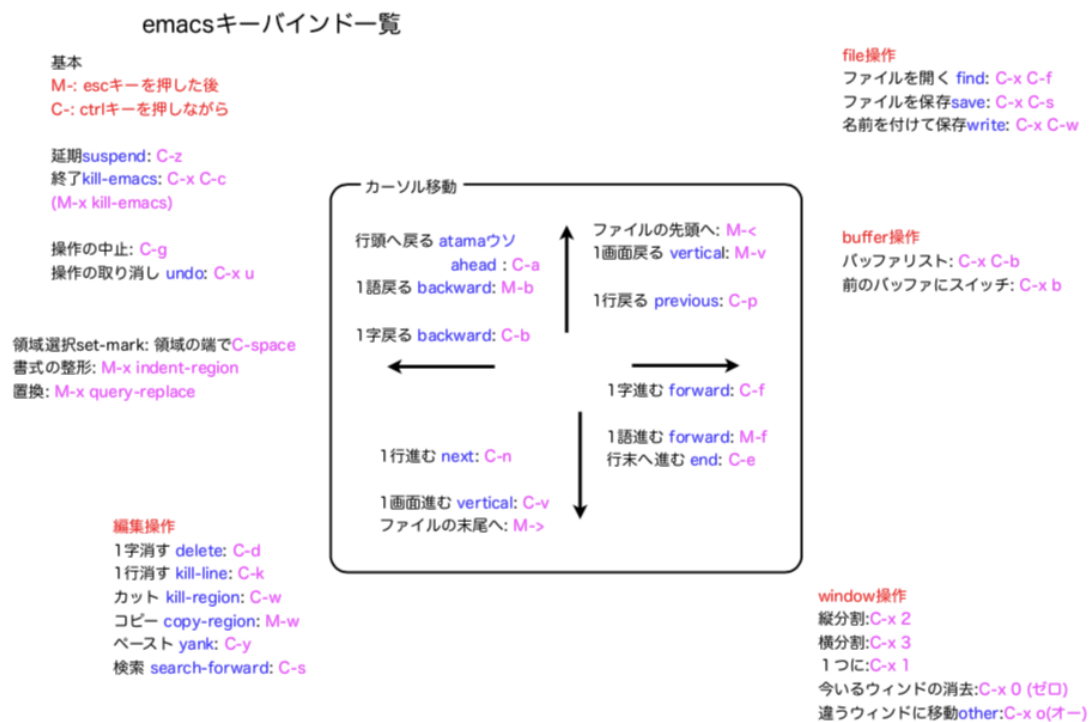 emacsキーバインド一覧
基本
M-: escキーを押した後
C-: ctrlキーを押しながら
延期suspend: C-z
終了kill-emacs: C-x C-c
(M-x kill-emacs)
操作の中止: C-g
操作の取り消し undo: C-x u
領域選択set-mark: 領域の端でC-space
書式の整形: M-x indent-region
置換: M-x query-replace
編集操作
1字消す delete: C-d
1行消す kill-line: C-k
カット kill-region: C-w
コピー copy-region: M-w
ペースト yank: C-y
検索 search-forward: C-s
カーソル移動
行頭へ戻る atamaウソ
ahead : C-a
1語戻る backward: M-b
1字戻る backward: C-b
ファイルの先頭へ: M-<
1画面戻る vertical: M-v
1行戻る previous: C-p
1字進む forward: C-f
1語進む forward: M-f
行末へ進む end: C-e
1行進む next: C-n
1画面進む vertical: C-v
ファイルの末尾へ: M->
file操作
ファイルを開く find: C-x C-f
ファイルを保存save: C-x C-s
名前を付けて保存write: C-x C-w
buffer操作
バッファリスト: C-x C-b
前のバッファにスイッチ: C-x b
window操作
縦分割:C-x 2
横分割:C-x 3
１つに:C-x 1
今いるウィンドの消去:C-x 0 (ゼロ)
違うウィンドに移動other:C-x o(オー)